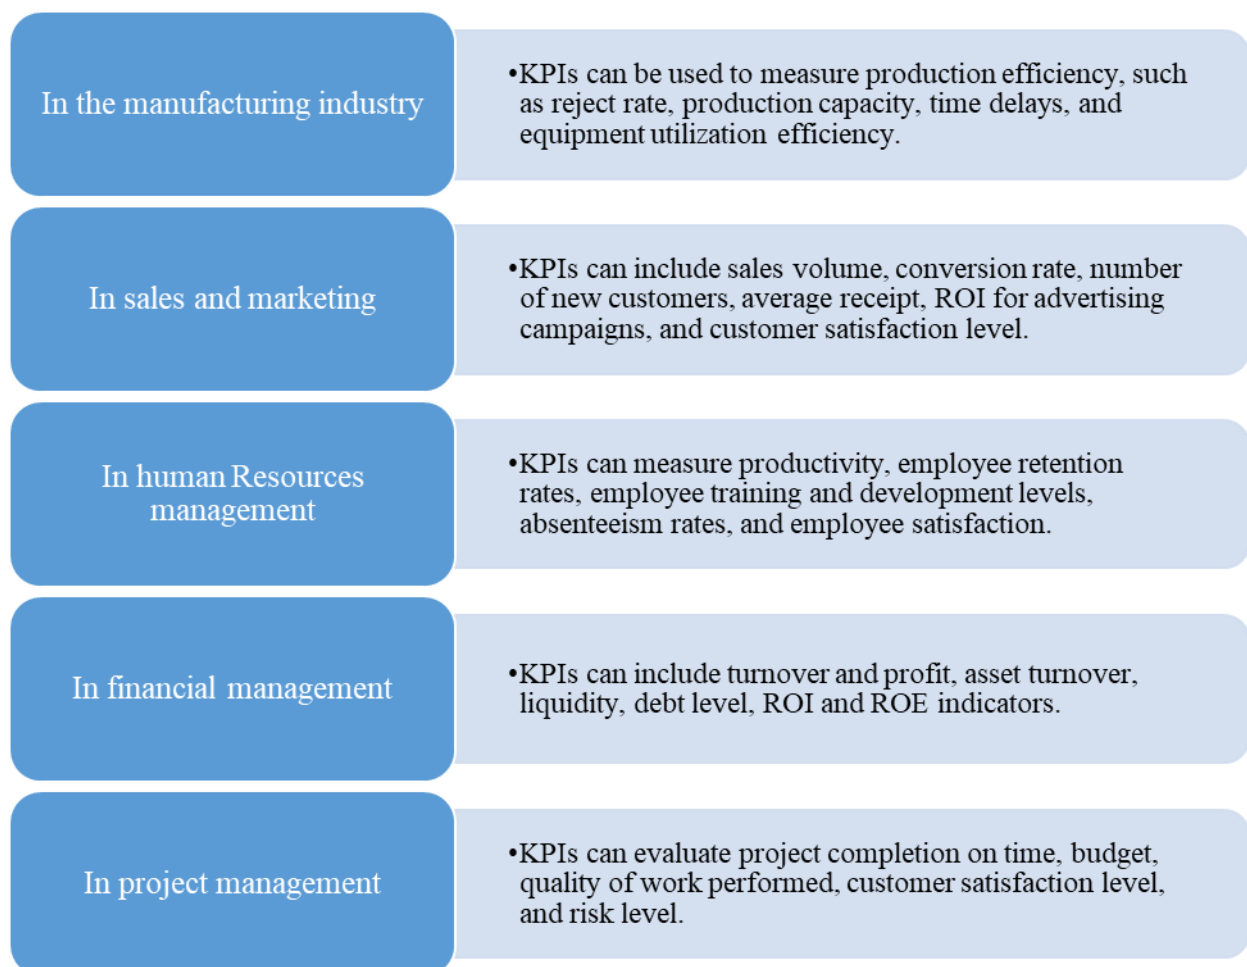 In the manufacturing industry
•KPIs can be used to measure production efficiency, such
as reject rate, production capacity, time delays, and
equipment utilization efficiency.
In sales and marketing
•KPIs can include sales volume, conversion rate, number
of new customers, average receipt, ROI for advertising
campaigns, and customer satisfaction level.
In human Resources
management
•KPIs can measure productivity, employee retention
rates, employee training and development levels,
absenteeism rates, and employee satisfaction.
In financial management
•KPIs can include turnover and profit, asset turnover,
liquidity, debt level, ROI and ROE indicators.
In project management
•KPIs can evaluate project completion on time, budget,
quality of work performed, customer satisfaction level,
and risk level.